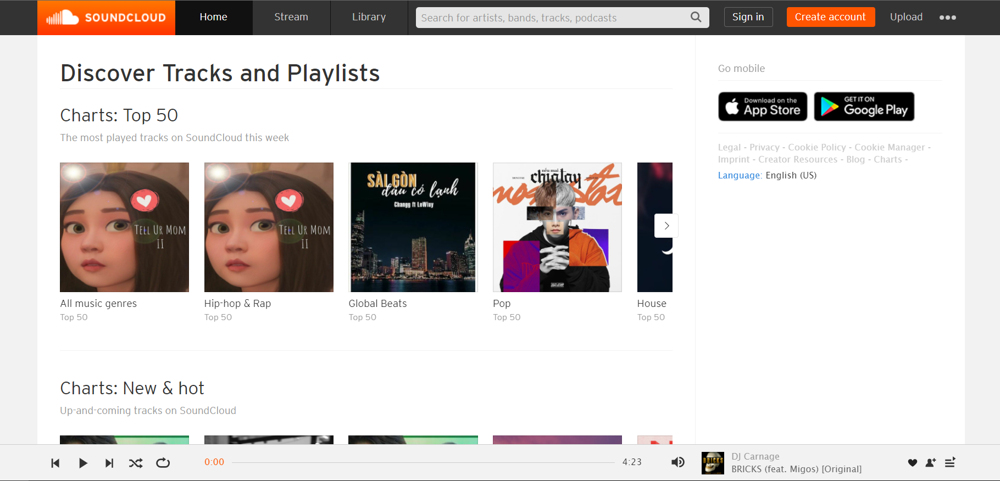 SOUNDCLOUD
Home
Stream
Library
Search for artists, bands, tracks, podcasts
Sign in
Create account
Upload
Discover Tracks and Playlists
Charts: Top 50
The most played tracks on SoundCloud this week
TELL UR MOM
II
TELL UR MOM
II
SÀI GÒN
đâu có lạnh
Changg ft LeWiuy
nếu mai
chia tay
All music genres
Top 50
Hip-hop & Rap
Top 50
Global Beats
Top 50
Pop
Top 50
House
Top 50
Charts: New & hot
Up-and-coming tracks on SoundCloud
Go mobile
Download on the
App Store
GET IT ON
Google Play
Legal - Privacy - Cookie Policy - Cookie Manager -
Imprint - Creator Resources - Blog - Charts -
Language: English (US)
0:00
4:23
BRICKS
DJ Carnage
BRICKS (feat. Migos) [Original]